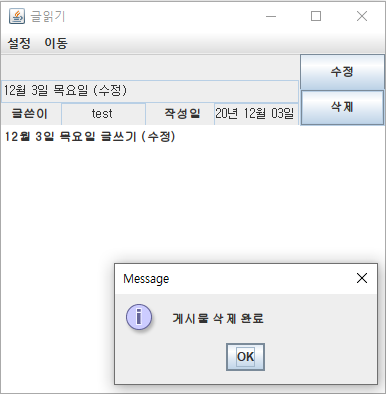 글읽기
설정 이동
수정
12월 3일 목요일 (수정)
삭제
글쓴이 test 작성일 20년 12월 03일
12월 3일 목요일 글쓰기 (수정)
Message
게시물 삭제 완료
OK